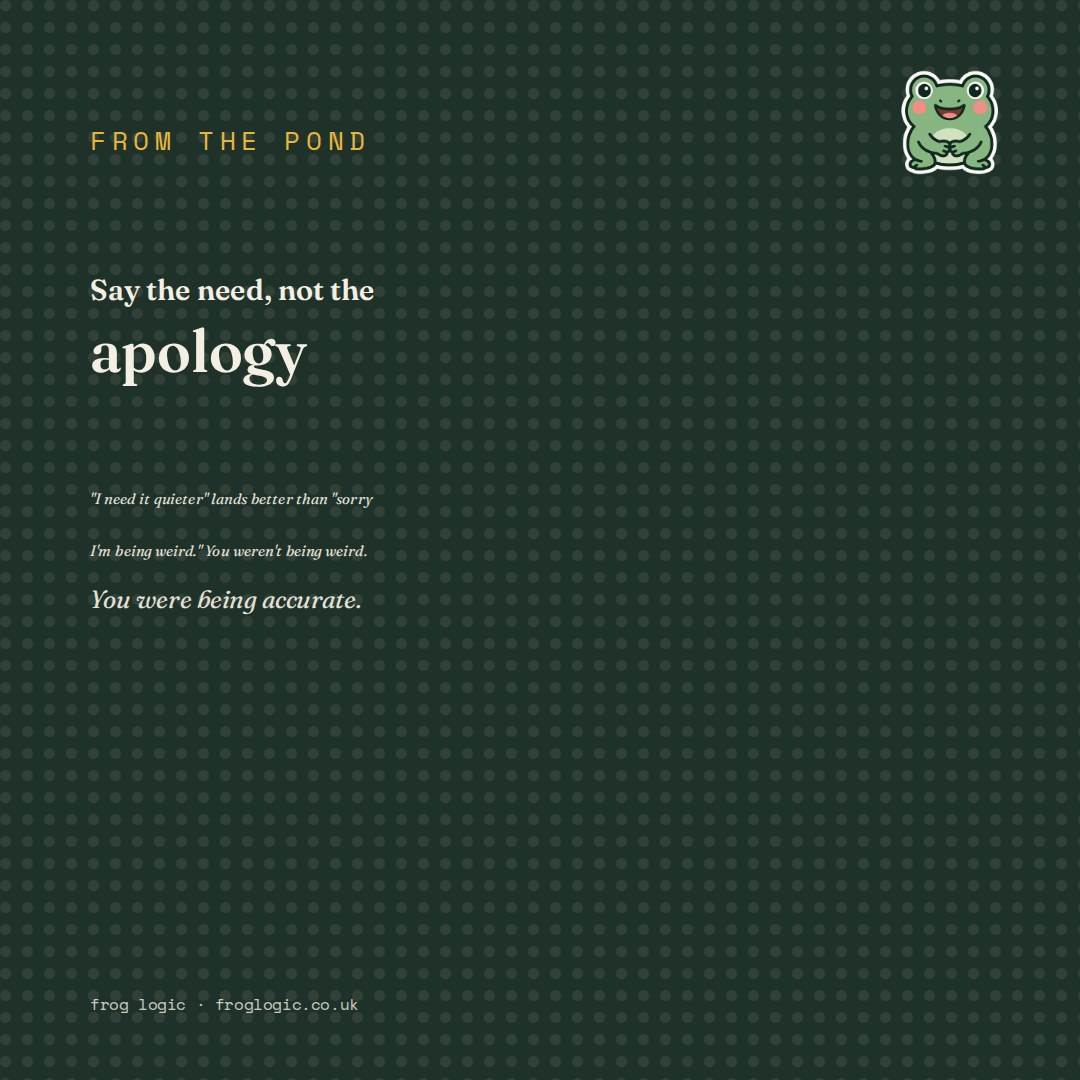 FROM THE POND
Say the need, not the
apology
"I need it quieter" lands better than "sorry
I'm being weird." You weren't being weird.
You were being accurate.
frog logic · froglogic.co.uk